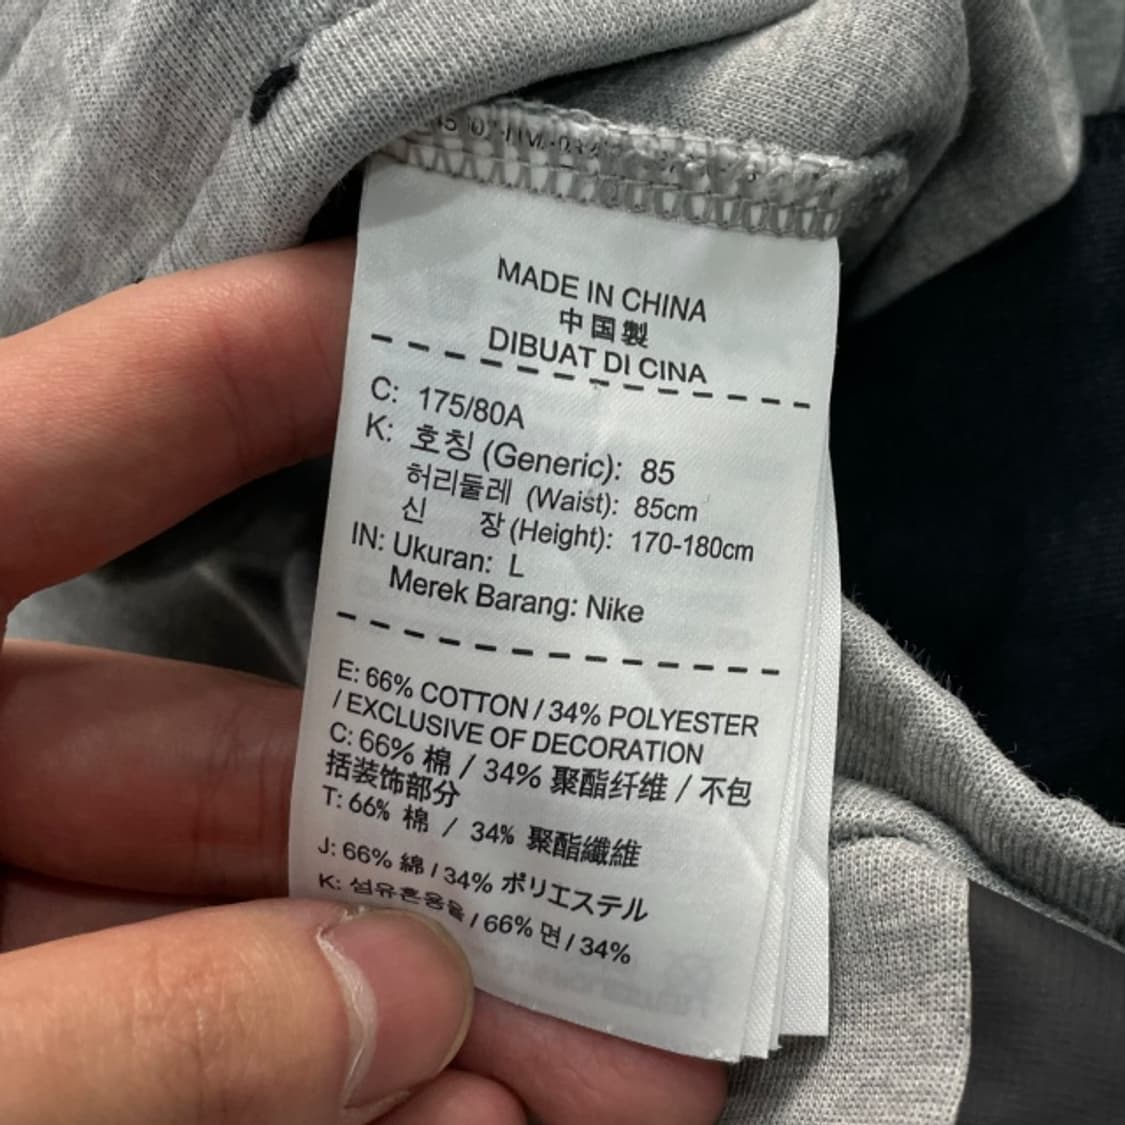 MADE IN CHINA
中国製
DIBUAT DI CINA
C: 175/80A
K: 호칭 (Generic): 85
허리둘레 (Waist): 85cm
신 장 (Height): 170-180cm
IN: Ukuran: L
Merek Barang: Nike
E: 66% COTTON / 34% POLYESTER
/ EXCLUSIVE OF DECORATION
C: 66% 棉 / 34% 聚酯纤维 / 不包
括装饰部分
T: 66% 棉 / 34% 聚酯纖維
J: 66% 綿 / 34% ポリエステル
K: 섬유혼용율 / 66% 면 / 34%